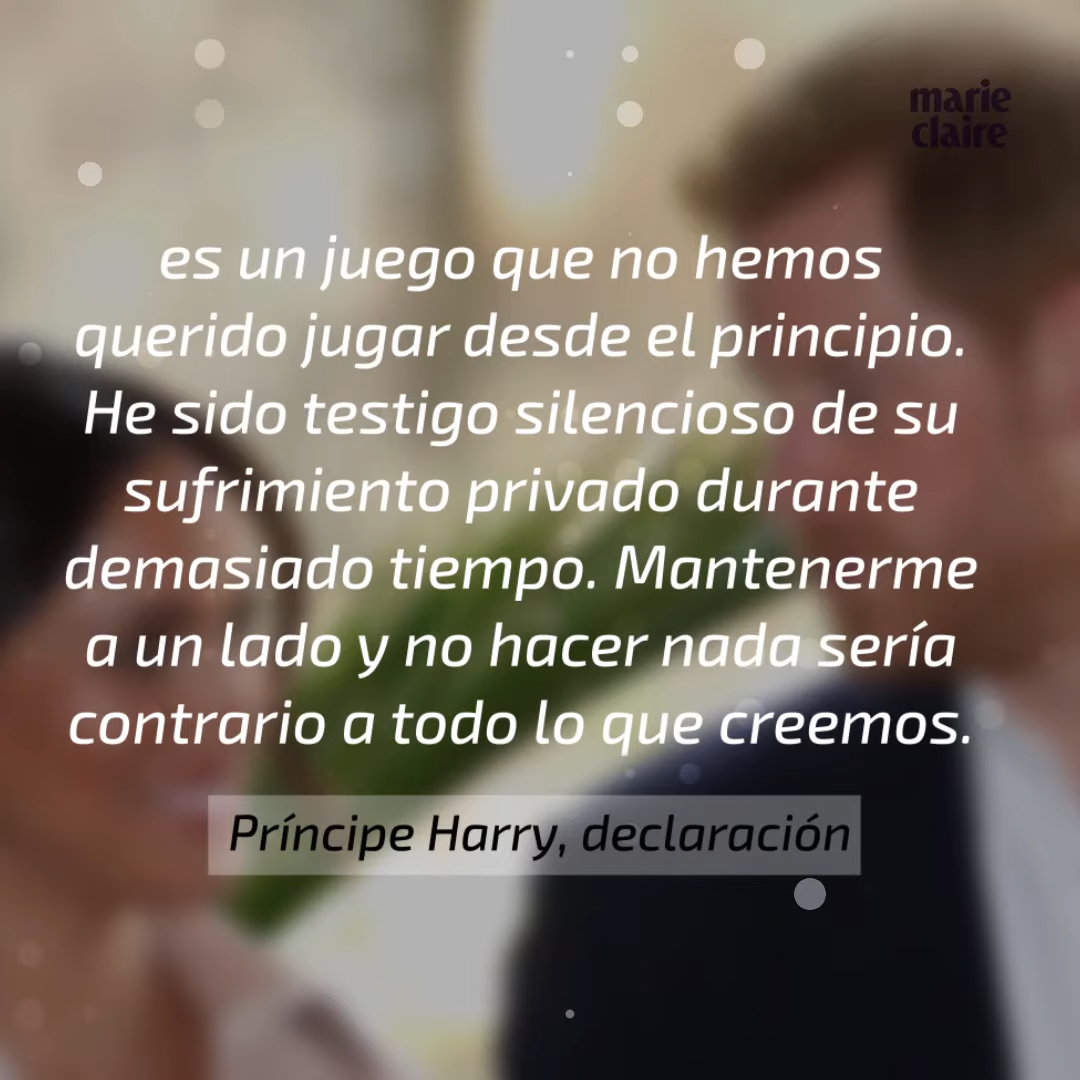 marie
claire
es un juego que no hemos
querido jugar desde el principio.
He sido testigo silencioso de su
sufrimiento privado durante
demasiado tiempo. Mantenerme
a un lado y no hacer nada sería
contrario a todo lo que creemos.
Príncipe Harry, declaración